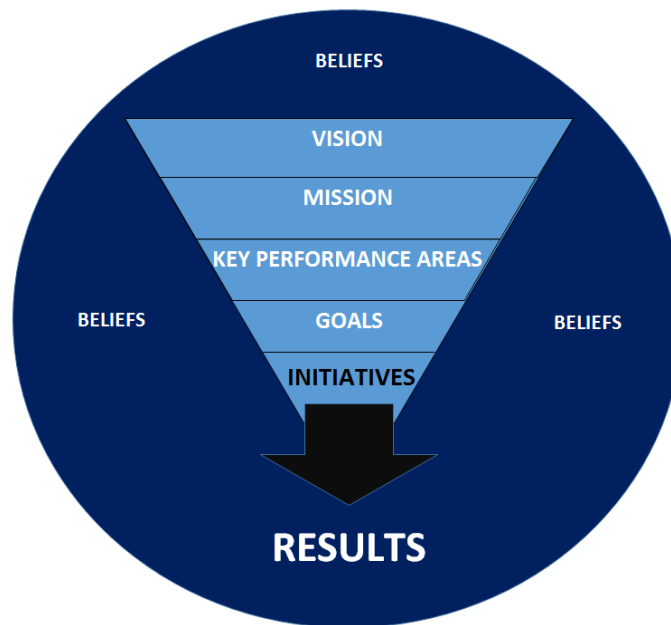 BELIEFS
VISION
MISSION
KEY PERFORMANCE AREAS
BELIEFS
GOALS
BELIEFS
INITIATIVES
RESULTS